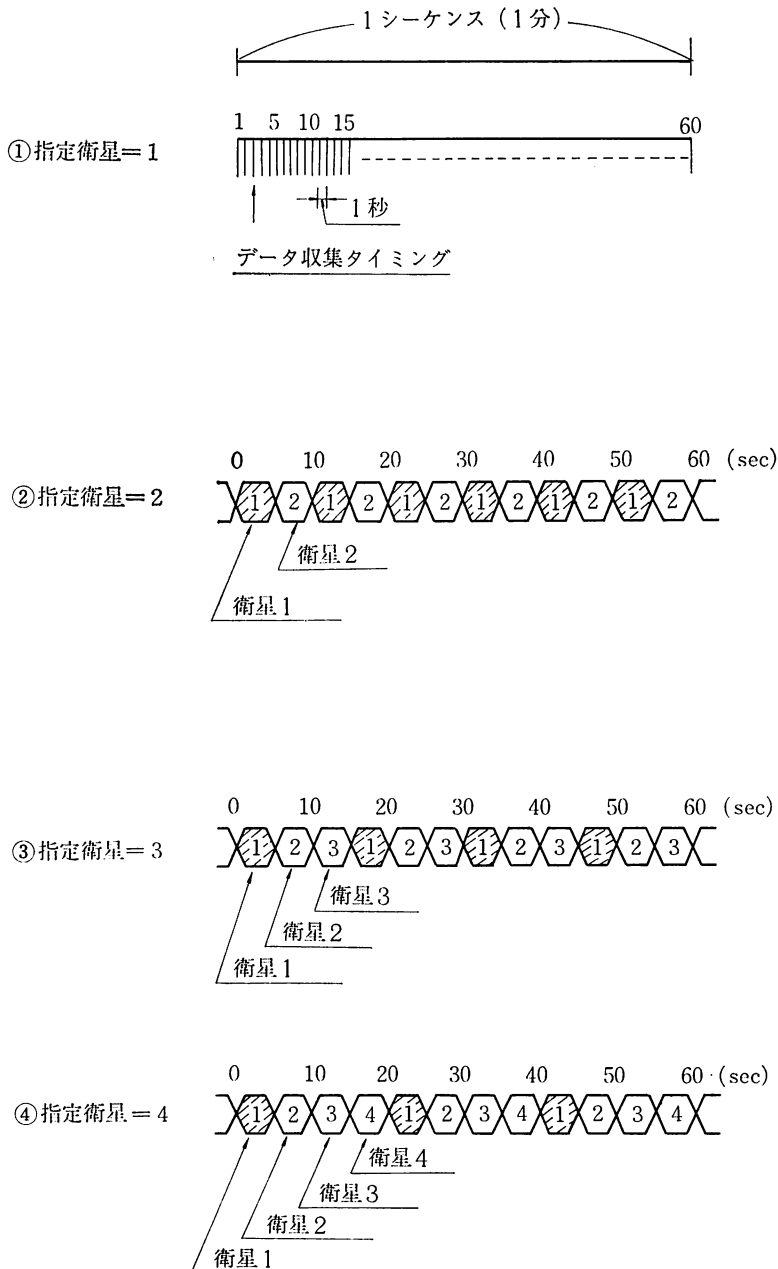 1シーケンス（1分）
1 5 10 15 60
①指定衛星＝1
1秒
データ収集タイミング
0 10 20 30 40 50 60 (sec)
②指定衛星＝2
1 2 1 2 1 2 1 2 1 2 1 2
衛星2
衛星1
0 10 20 30 40 50 60 (sec)
③指定衛星＝3
1 2 3 1 2 3 1 2 3 1 2 3
衛星3
衛星2
衛星1
0 10 20 30 40 50 60 (sec)
④指定衛星＝4
1 2 3 4 1 2 3 4 1 2 3 4
衛星4
衛星3
衛星2
衛星1